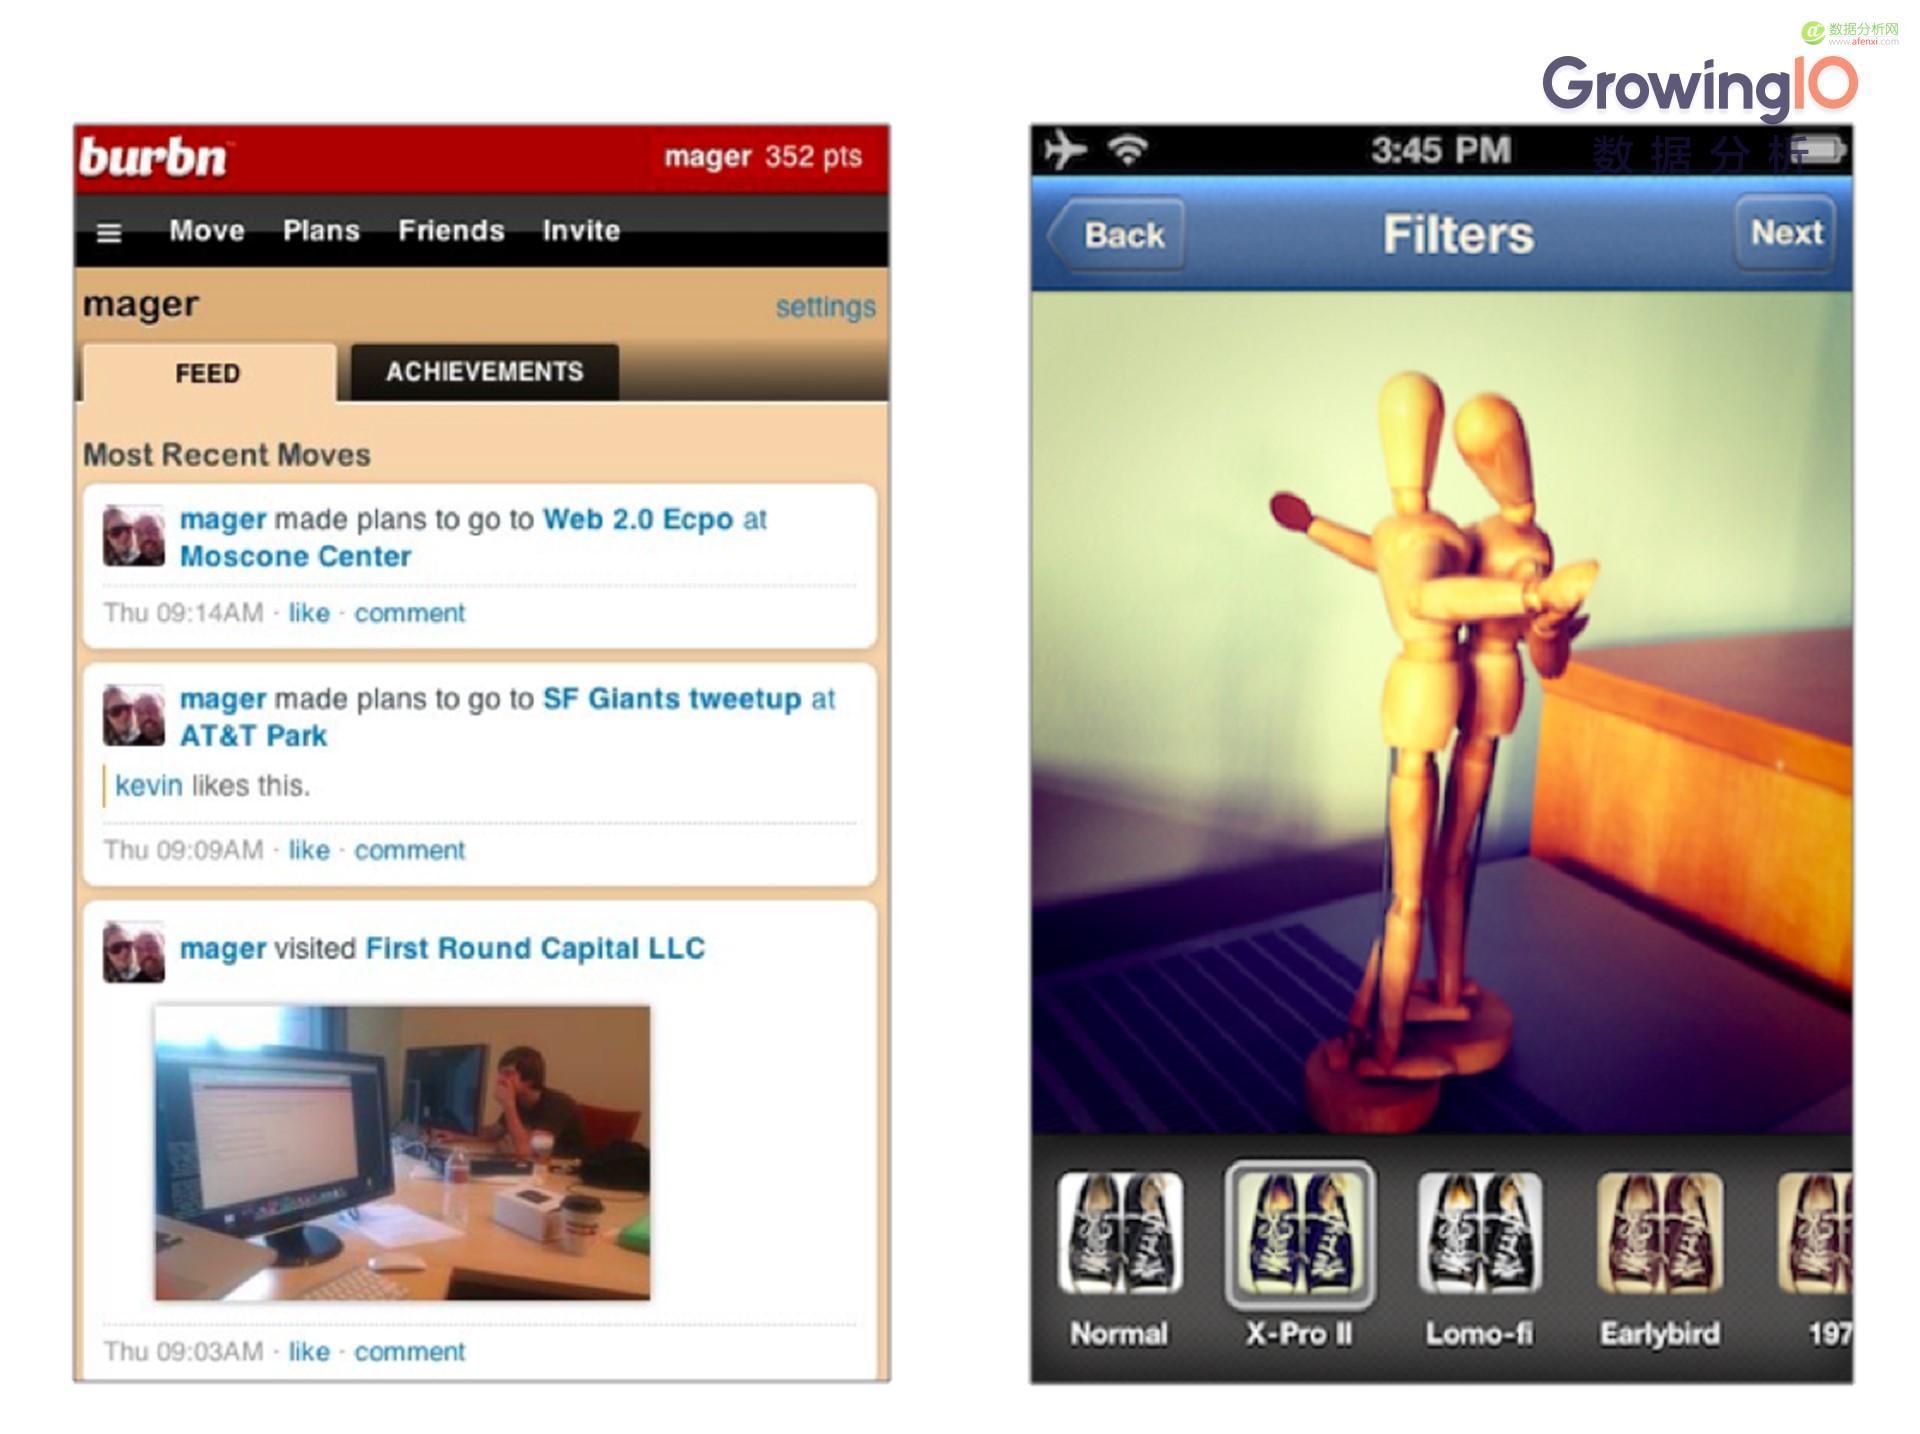 數据分析网
www.afenxi.com
GrowingIO
数据分析
burbn
mager 352 pts
Move Plans Friends Invite
mager
settings
FEED
ACHIEVEMENTS
Most Recent Moves
mager made plans to go to Web 2.0 Ecpo at
Moscone Center
Thu 09:14AM · like · comment
mager made plans to go to SF Giants tweetup at
AT&T Park
kevin likes this.
Thu 09:09AM · like · comment
mager visited First Round Capital LLC
Thu 09:03AM · like · comment
3:45 PM
Back
Filters
Next
Normal
X-Pro II
Lomo-fi
Earlybird
197